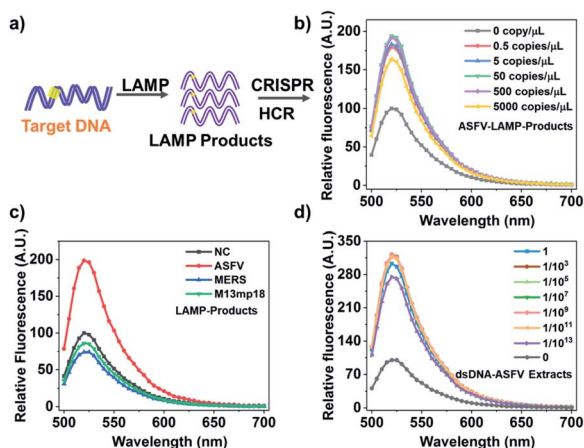 a)
LAMP
CRISPR
HCR
Target DNA
LAMP Products
b)
Relative fluorescence (A.U.)
200
150
100
50
0
500 550 600 650 700
Wavelength (nm)
0 copy/μL
0.5 copies/μL
5 copies/μL
50 copies/μL
500 copies/μL
5000 copies/μL
ASFV-LAMP-Products
c)
Relative Fluorescence (A.U.)
250
200
150
100
50
0
500 550 600 650 700
Wavelength (nm)
NC
ASFV
MERS
M13mp18
LAMP-Products
d)
Relative Fluorescence (A.U.)
350
280
210
140
70
0
500 550 600 650 700
Wavelength (nm)
1
1/10³
1/10⁵
1/10⁷
1/10⁹
1/10¹¹
1/10¹³
0
dsDNA-ASFV Extracts